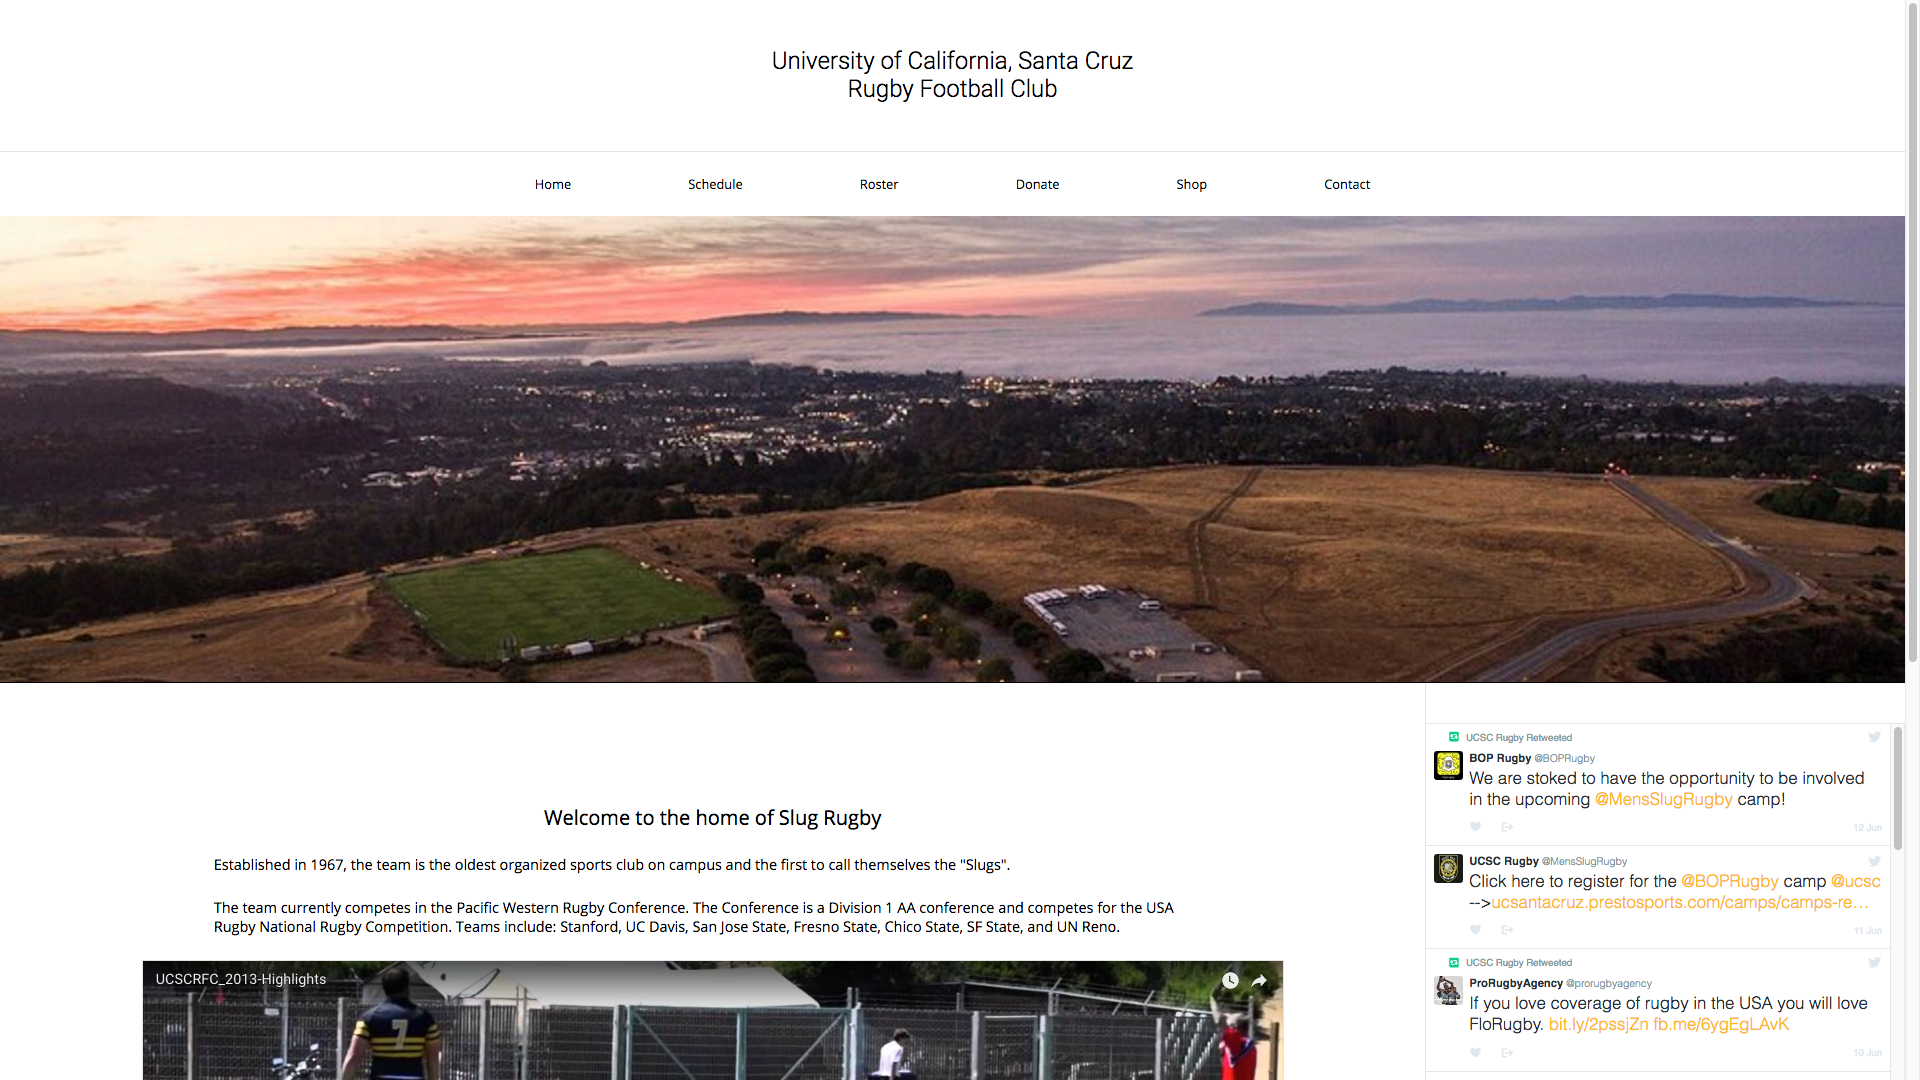 University of California, Santa Cruz
Rugby Football Club
Home
Schedule
Roster
Donate
Shop
Contact
Welcome to the home of Slug Rugby
Established in 1967, the team is the oldest organized sports club on campus and the first to call themselves the "Slugs".
The team currently competes in the Pacific Western Rugby Conference. The Conference is a Division 1 AA conference and competes for the USA
Rugby National Rugby Competition. Teams include: Stanford, UC Davis, San Jose State, Fresno State, Chico State, SF State, and UN Reno.
UCSCRFC_2013-Highlights
7
UCSC Rugby Retweeted
BOP Rugby @BOPRugby
We are stoked to have the opportunity to be involved
in the upcoming @MensSlugRugby camp!
12 Jun
UCSC Rugby @MensSlugRugby
Click here to register for the @BOPRugby camp @ucsc
-->ucsantacruz.prestosports.com/camps/camps-re…
11 Jun
UCSC Rugby Retweeted
ProRugbyAgency @prorugbyagency
If you love coverage of rugby in the USA you will love
FloRugby. bit.ly/2pssjZn fb.me/6ygEgLAvK
10 Jun